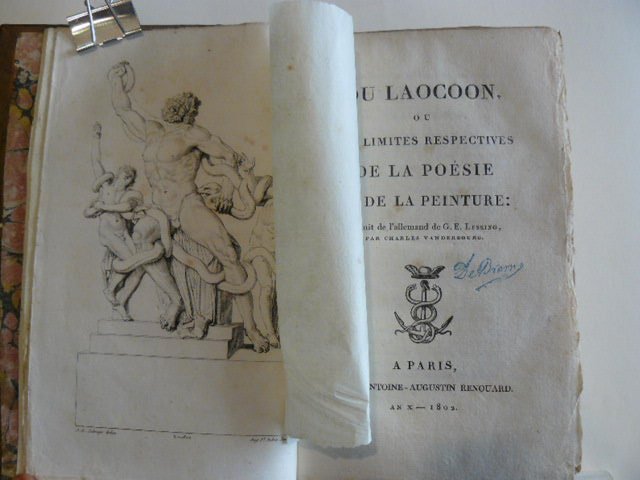 DU LAOCOON,
OU
LIMITES RESPECTIVES
DE LA POÉSIE
DE LA PEINTURE:
de l'allemand de G. E. LESSING,
PAR CHARLES VANDERBOURG.
A PARIS,
ANTOINE-AUGUSTIN RENOUARD.
AN X — 1802.